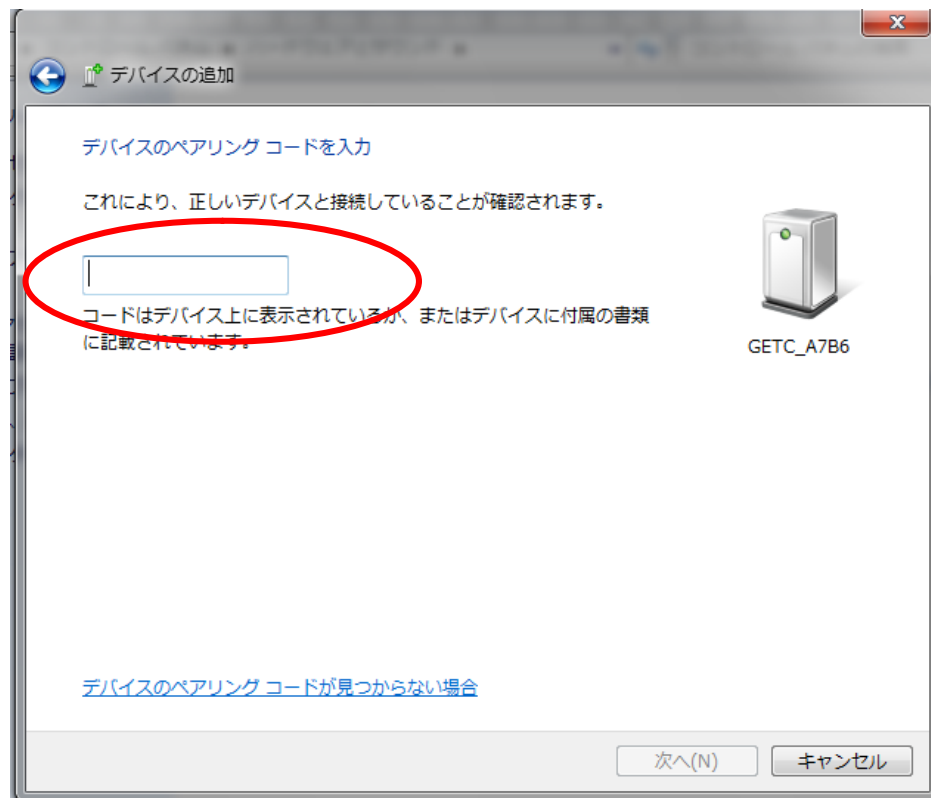 デバイスの追加
デバイスのペアリング コードを入力
これにより、正しいデバイスと接続していることが確認されます。
コードはデバイス上に表示されているか、またはデバイスに付属の書類
に記載されています。
GETC_A7B6
デバイスのペアリング コードが見つからない場合
次へ(N)
キャンセル